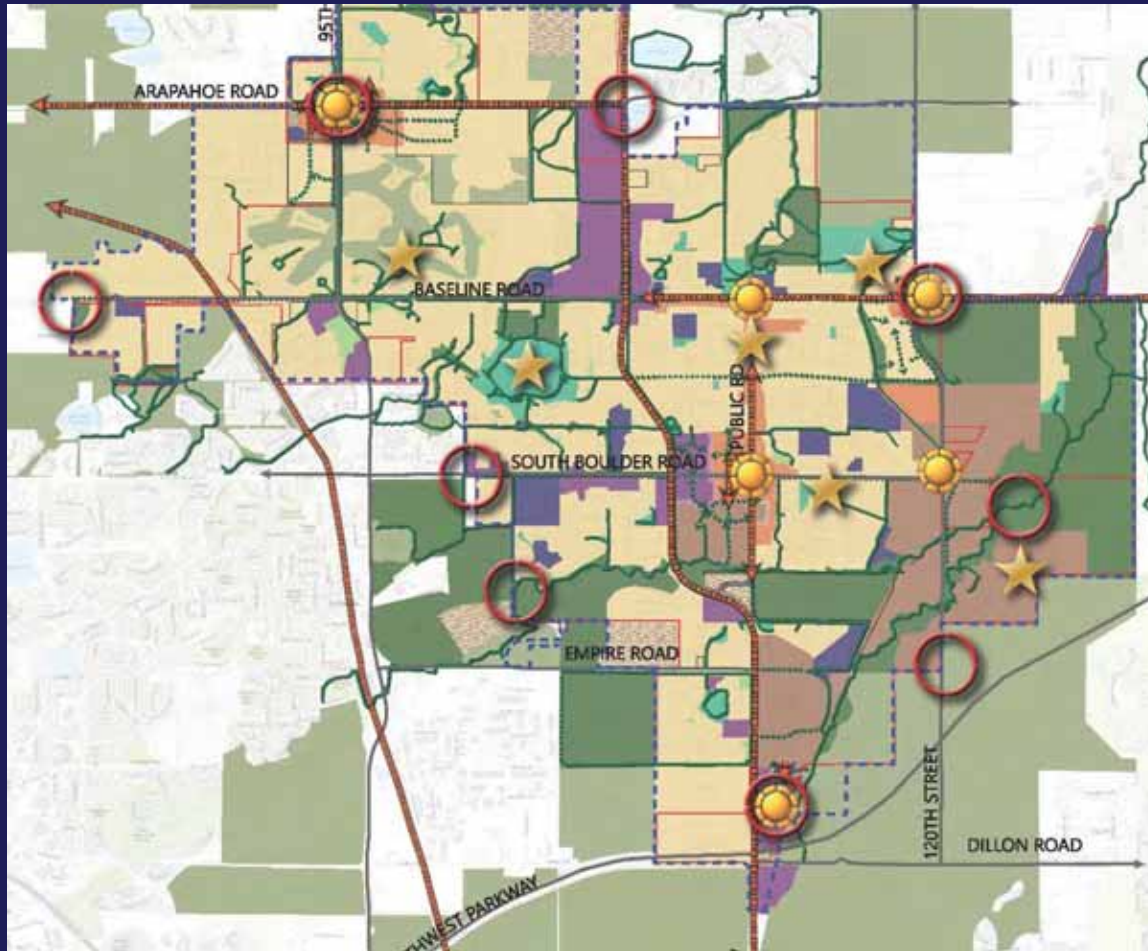 95TH
ARAPAHOE ROAD
BASELINE ROAD
PUBLIC RD
SOUTH BOULDER ROAD
EMPIRE ROAD
120TH STREET
DILLON ROAD
THWEST PARKWAY